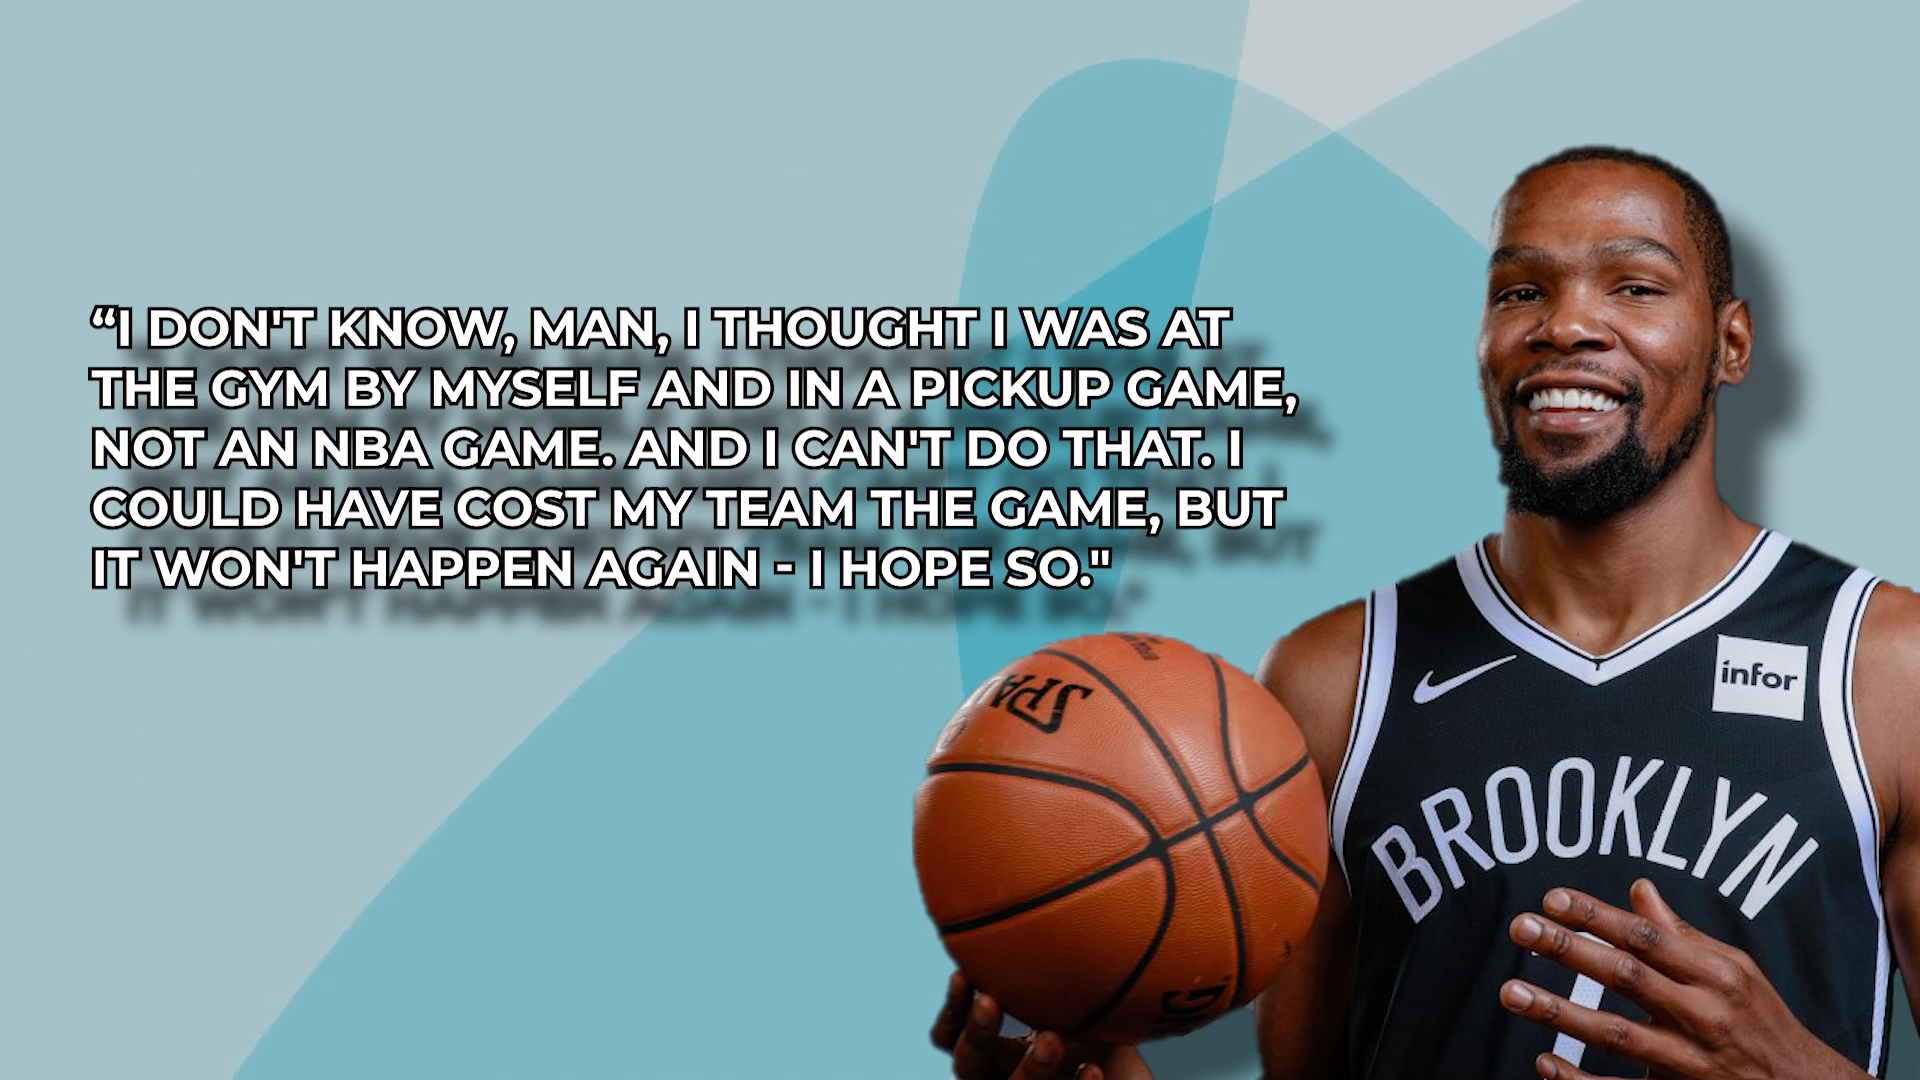 “I DON'T KNOW, MAN, I THOUGHT I WAS AT
THE GYM BY MYSELF AND IN A PICKUP GAME,
NOT AN NBA GAME. AND I CAN'T DO THAT. I
COULD HAVE COST MY TEAM THE GAME, BUT
IT WON'T HAPPEN AGAIN - I HOPE SO."
infor
BROOKLYN